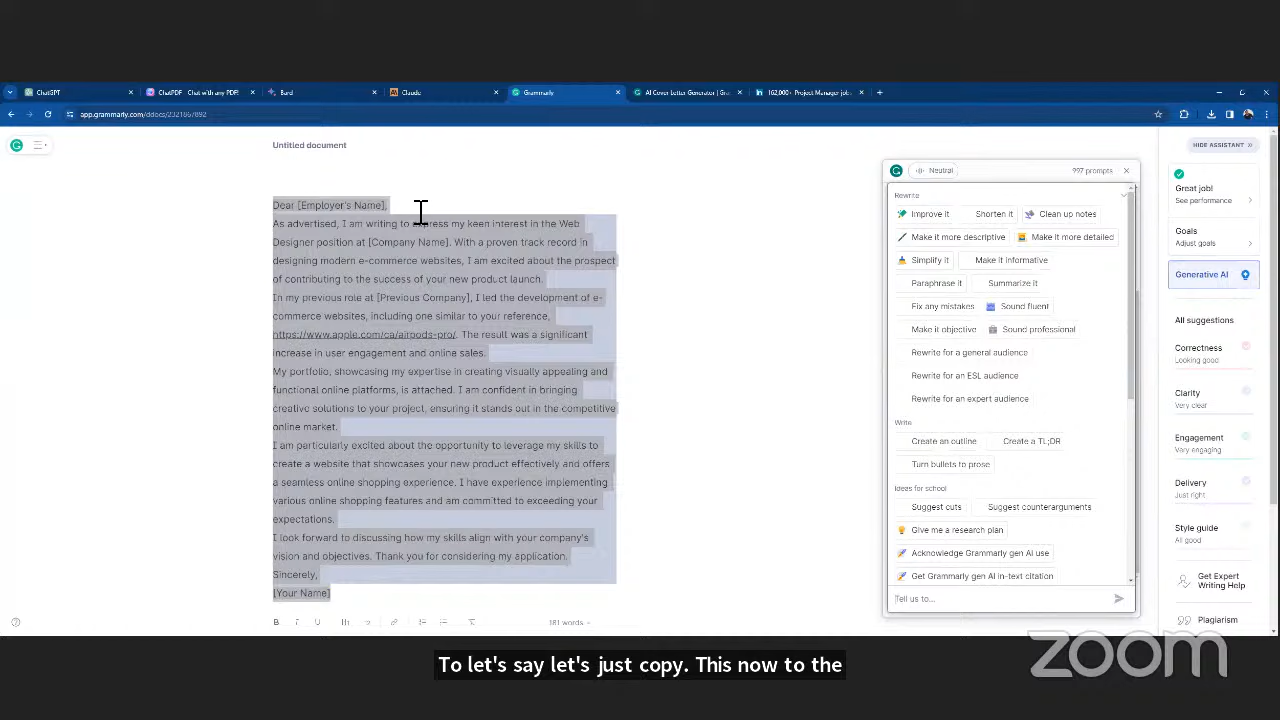 ChatGPT
ChatPDF - Chat with any PDF!
Bard
Claude
Grammarly
AI Cover Letter Generator | Gra
162,000+ Project Manager job
app.grammarly.com/ddocs/2321867892
Untitled document
HIDE ASSISTANT
Dear [Employer's Name],
As advertised, I am writing to express my keen interest in the Web
Designer position at [Company Name]. With a proven track record in
designing modern e-commerce websites, I am excited about the prospect
of contributing to the success of your new product launch.
In my previous role at [Previous Company], I led the development of e-
commerce websites, including one similar to your reference,
https://www.apple.com/ca/airpods-pro/. The result was a significant
increase in user engagement and online sales.
My portfolio, showcasing my expertise in creating visually appealing and
functional online platforms, is attached. I am confident in bringing
creative solutions to your project, ensuring it stands out in the competitive
online market.
I am particularly excited about the opportunity to leverage my skills to
create a website that showcases your new product effectively and offers
a seamless online shopping experience. I have experience implementing
various online shopping features and am committed to exceeding your
expectations.
I look forward to discussing how my skills align with your company's
vision and objectives. Thank you for considering my application.
Sincerely,
[Your Name]
B I U H1
181 words
Neutral
997 prompts
Rewrite
Improve it
Shorten it
Clean up notes
Make it more descriptive
Make it more detailed
Simplify it
Make it informative
Paraphrase it
Summarize it
Fix any mistakes
Sound fluent
Make it objective
Sound professional
Rewrite for a general audience
Rewrite for an ESL audience
Rewrite for an expert audience
Write
Create an outline
Create a TL;DR
Turn bullets to prose
Ideas for school
Suggest cuts
Suggest counterarguments
Give me a research plan
Acknowledge Grammarly gen AI use
Get Grammarly gen AI in-text citation
Tell us to...
Great job!
See performance
Goals
Adjust goals
Generative AI
All suggestions
Correctness
Looking good
Clarity
Very clear
Engagement
Very engaging
Delivery
Just right
Style guide
All good
Get Expert
Writing Help
Plagiarism
zoom
To let's say let's just copy. This now to the